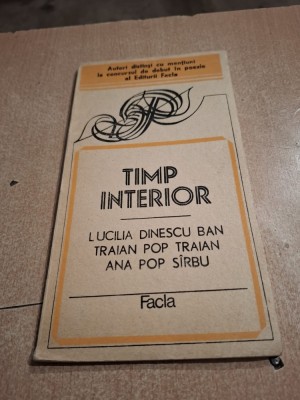 Autori distinși cu mențiuni
la concursul de debut în poezie
al Editurii Facla
TIMP
INTERIOR
LUCILIA DINESCU BAN
TRAIAN POP TRAIAN
ANA POP SÎRBU
Facla